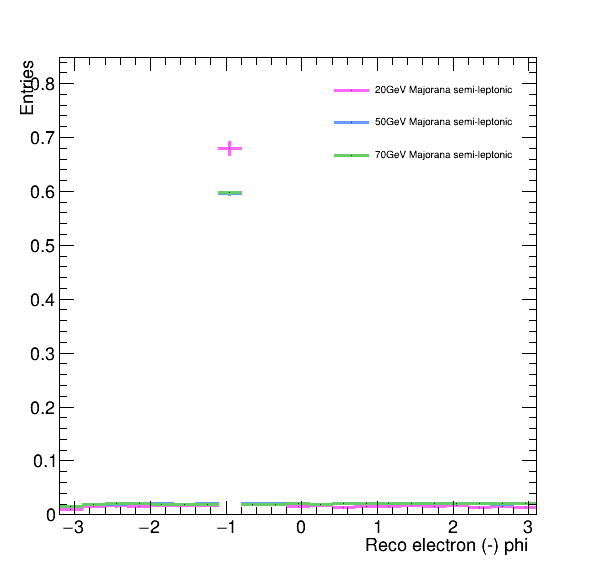 Entries
0.8
0.7
0.6
0.5
0.4
0.3
0.2
0.1
0
20GeV Majorana semi-leptonic
50GeV Majorana semi-leptonic
70GeV Majorana semi-leptonic
−3 −2 −1 0 1 2 3
Reco electron (-) phi